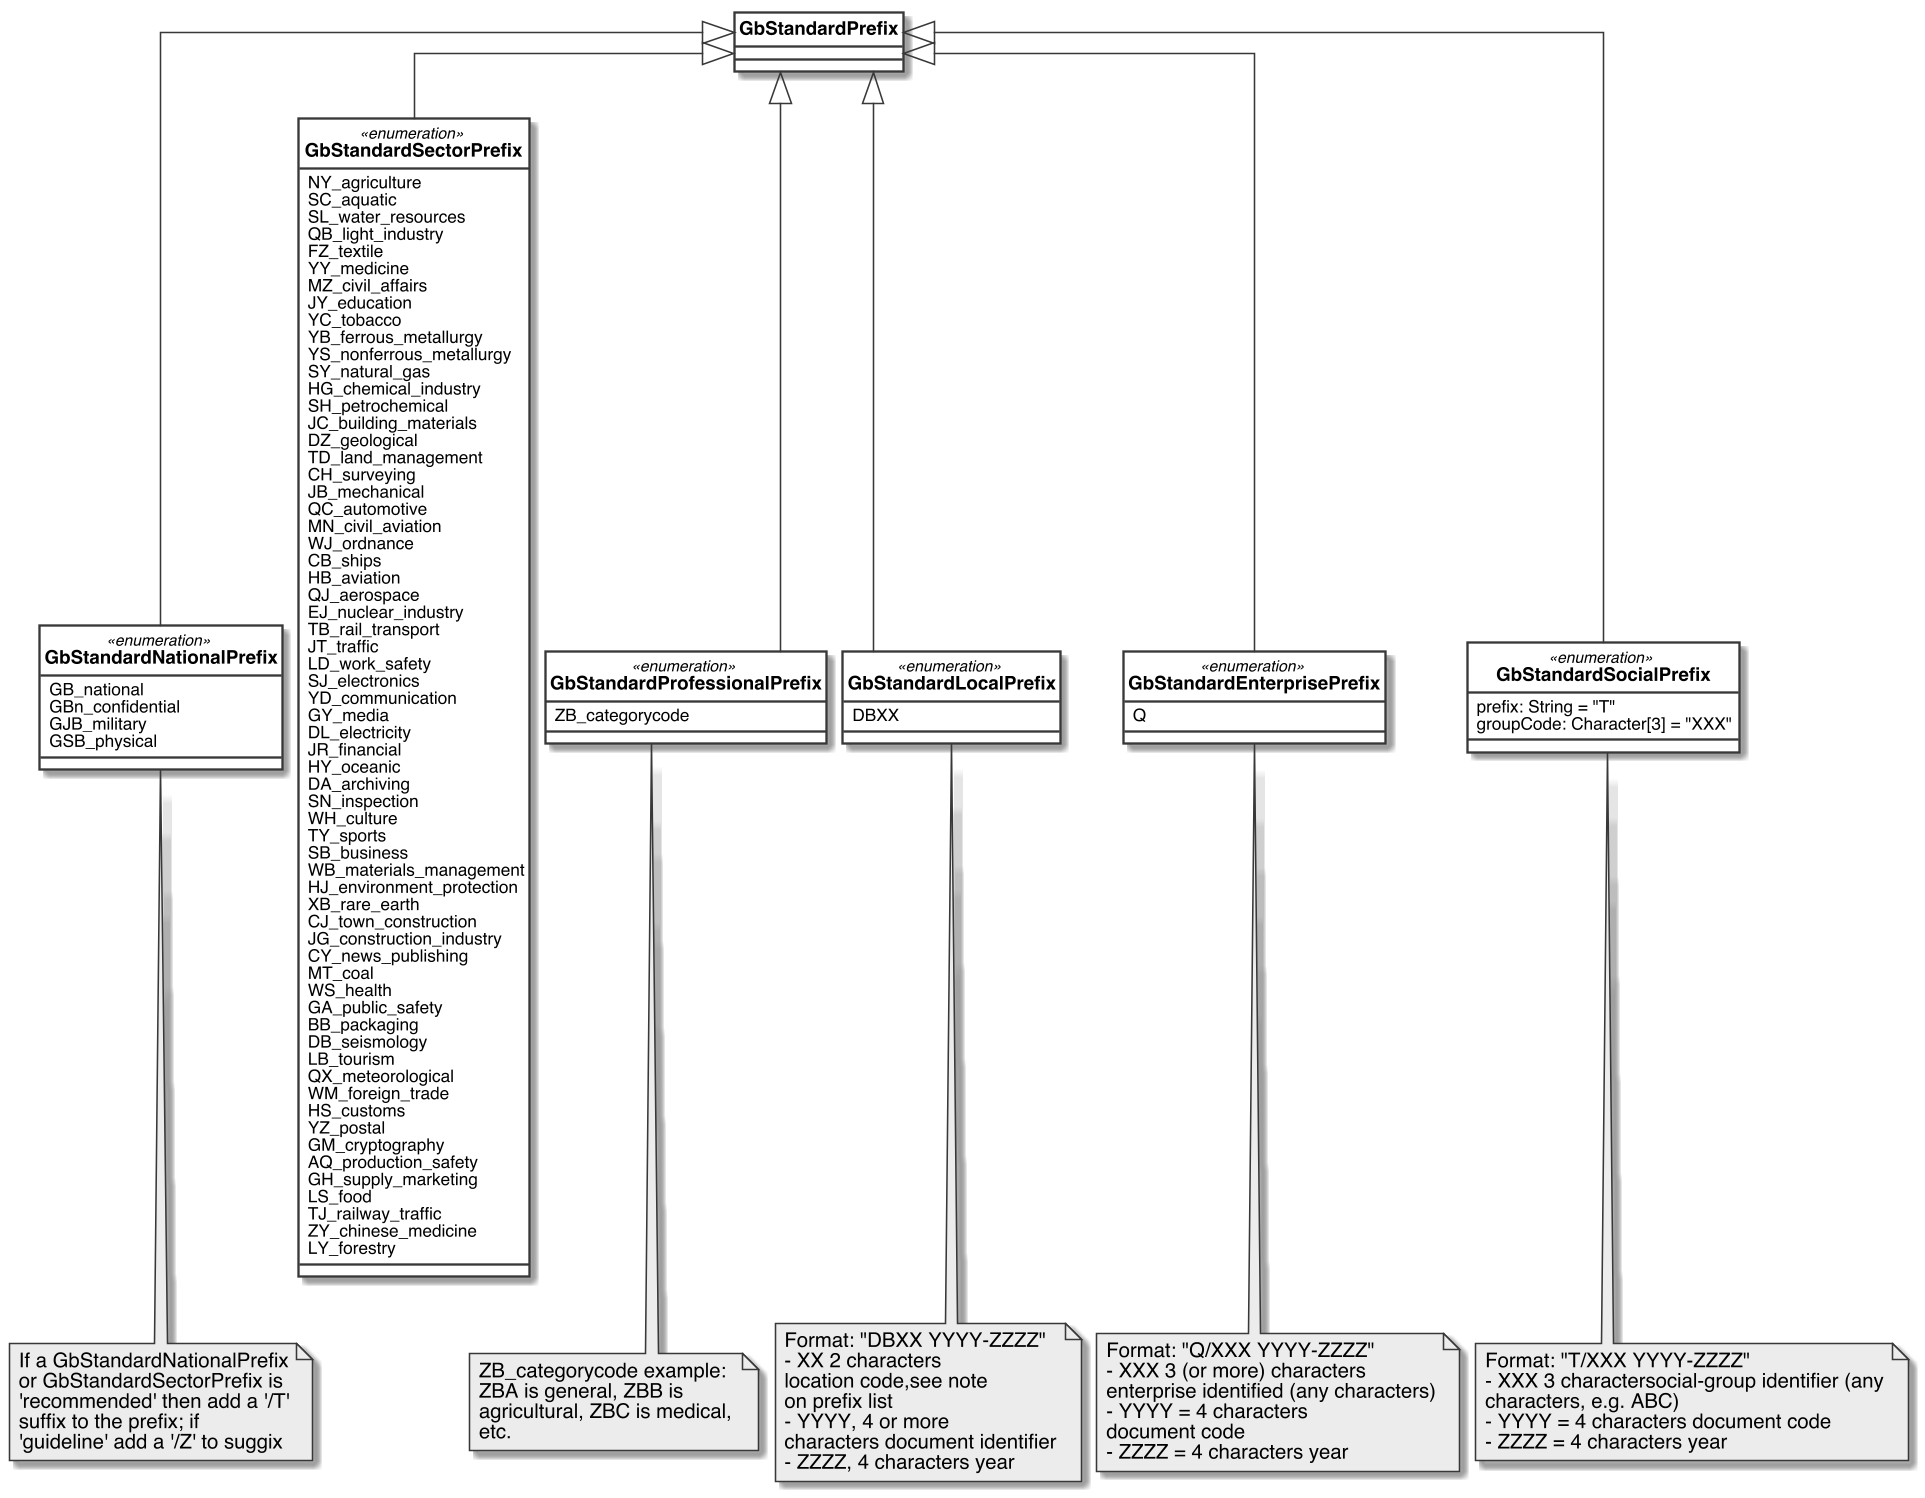 GbStandardPrefix
«enumeration»
GbStandardSectorPrefix
NY_agriculture
SC_aquatic
SL_water_resources
QB_light_industry
FZ_textile
YY_medicine
MZ_civil_affairs
JY_education
YC_tobacco
YB_ferrous_metallurgy
YS_nonferrous_metallurgy
SY_natural_gas
HG_chemical_industry
SH_petrochemical
JC_building_materials
DZ_geological
TD_land_management
CH_surveying
JB_mechanical
QC_automotive
MN_civil_aviation
WJ_ordnance
CB_ships
HB_aviation
QJ_aerospace
EJ_nuclear_industry
TB_rail_transport
JT_traffic
LD_work_safety
SJ_electronics
YD_communication
GY_media
DL_electricity
JR_financial
HY_oceanic
DA_archiving
SN_inspection
WH_culture
TY_sports
SB_business
WB_materials_management
HJ_environment_protection
XB_rare_earth
CJ_town_construction
JG_construction_industry
CY_news_publishing
MT_coal
WS_health
GA_public_safety
BB_packaging
DB_seismology
LB_tourism
QX_meteorological
WM_foreign_trade
HS_customs
YZ_postal
GM_cryptography
AQ_production_safety
GH_supply_marketing
LS_food
TJ_railway_traffic
ZY_chinese_medicine
LY_forestry
«enumeration»
GbStandardNationalPrefix
GB_national
GBn_confidential
GJB_military
GSB_physical
«enumeration»
GbStandardProfessionalPrefix
ZB_categorycode
«enumeration»
GbStandardLocalPrefix
DBXX
«enumeration»
GbStandardEnterprisePrefix
Q
«enumeration»
GbStandardSocialPrefix
prefix: String = "T"
groupCode: Character[3] = "XXX"
If a GbStandardNationalPrefix
or GbStandardSectorPrefix is
'recommended' then add a '/T'
suffix to the prefix; if
'guideline' add a '/Z' to suggix
ZB_categorycode example:
ZBA is general, ZBB is
agricultural, ZBC is medical,
etc.
Format: "DBXX YYYY-ZZZZ"
- XX 2 characters
location code,see note
on prefix list
- YYYY, 4 or more
characters document identifier
- ZZZZ, 4 characters year
Format: "Q/XXX YYYY-ZZZZ"
- XXX 3 (or more) characters
enterprise identified (any characters)
- YYYY = 4 characters
document code
- ZZZZ = 4 characters year
Format: "T/XXX YYYY-ZZZZ"
- XXX 3 charactersocial-group identifier (any
characters, e.g. ABC)
- YYYY = 4 characters document code
- ZZZZ = 4 characters year